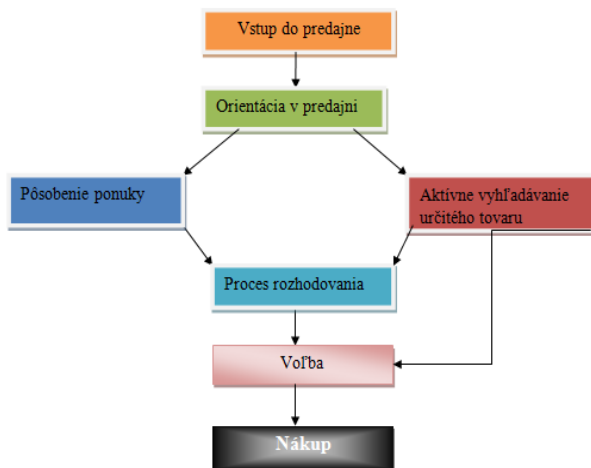 Vstup do predajne
Orientácia v predajni
Pôsobenie ponuky
Aktívne vyhľadávanie
určitého tovaru
Proces rozhodovania
Voľba
Nákup